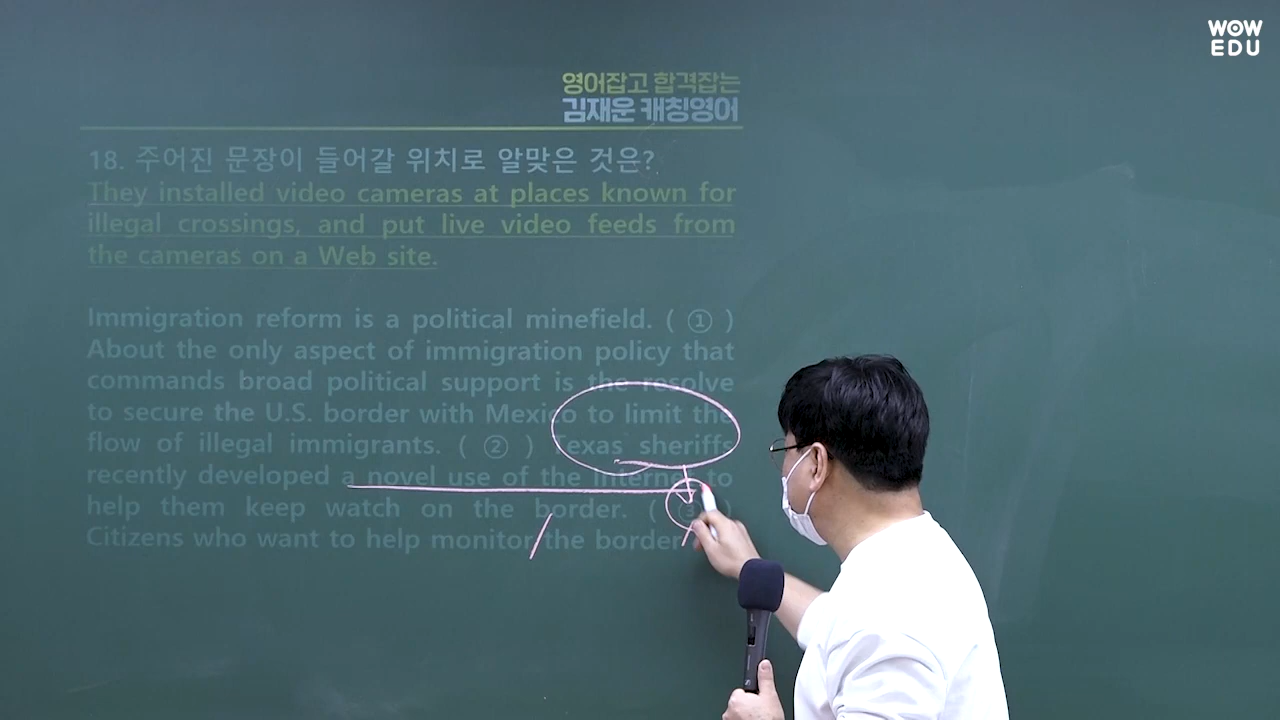 WOW
EDU
영어잡고 합격잡는
김재운 캐칭영어
18. 주어진 문장이 들어갈 위치로 알맞은 것은?
They installed video cameras at places known for
illegal crossings, and put live video feeds from
the cameras on a Web site.
Immigration reform is a political minefield. ( ① )
About the only aspect of immigration policy that
commands broad political support is the resolve
to secure the U.S. border with Mexico to limit the
flow of illegal immigrants. ( ② ) Texas sheriffs
recently developed a novel use of the Internet to
help them keep watch on the border. ( )
Citizens who want to help monitor the border